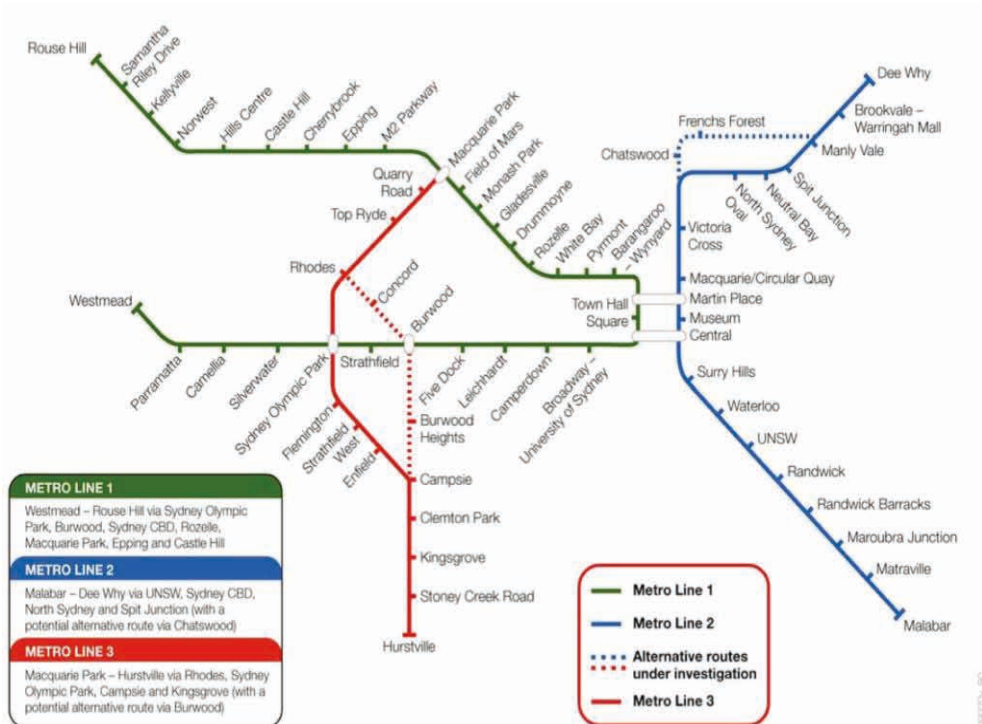 Rouse Hill
Samantha
Riley Drive
Kellyville
Norwest
Hills Centre
Castle Hill
Cherrybrook
Epping
M2 Parkway
Macquarie Park
Field of Mars
Monash Park
Gladesville
Drummoyne
Rozelle
White Bay
Pyrmont
Barangaroo
– Wynyard
Quarry
Road
Top Ryde
Rhodes
Concord
Burwood
Westmead
Parramatta
Camellia
Silverwater
Sydney Olympic Park
Strathfield
Five Dock
Leichhardt
Camperdown
Broadway –
University of Sydney
Town Hall
Square
Flemington
Strathfield
West
Enfield
Burwood
Heights
Campsie
Clemton Park
Kingsgrove
Stoney Creek Road
Hurstville
Dee Why
Brookvale –
Warringah Mall
Manly Vale
Frenchs Forest
Chatswood
Spit Junction
Neutral Bay
North Sydney
Oval
Victoria
Cross
Macquarie/Circular Quay
Martin Place
Museum
Central
Surry Hills
Waterloo
UNSW
Randwick
Randwick Barracks
Maroubra Junction
Matraville
Malabar
METRO LINE 1
Westmead – Rouse Hill via Sydney Olympic
Park, Burwood, Sydney CBD, Rozelle,
Macquarie Park, Epping and Castle Hill
METRO LINE 2
Malabar – Dee Why via UNSW, Sydney CBD,
North Sydney and Spit Junction (with a
potential alternative route via Chatswood)
METRO LINE 3
Macquarie Park – Hurstville via Rhodes, Sydney
Olympic Park, Campsie and Kingsgrove (with a
potential alternative route via Burwood)
Metro Line 1
Metro Line 2
Alternative routes
under investigation
Metro Line 3